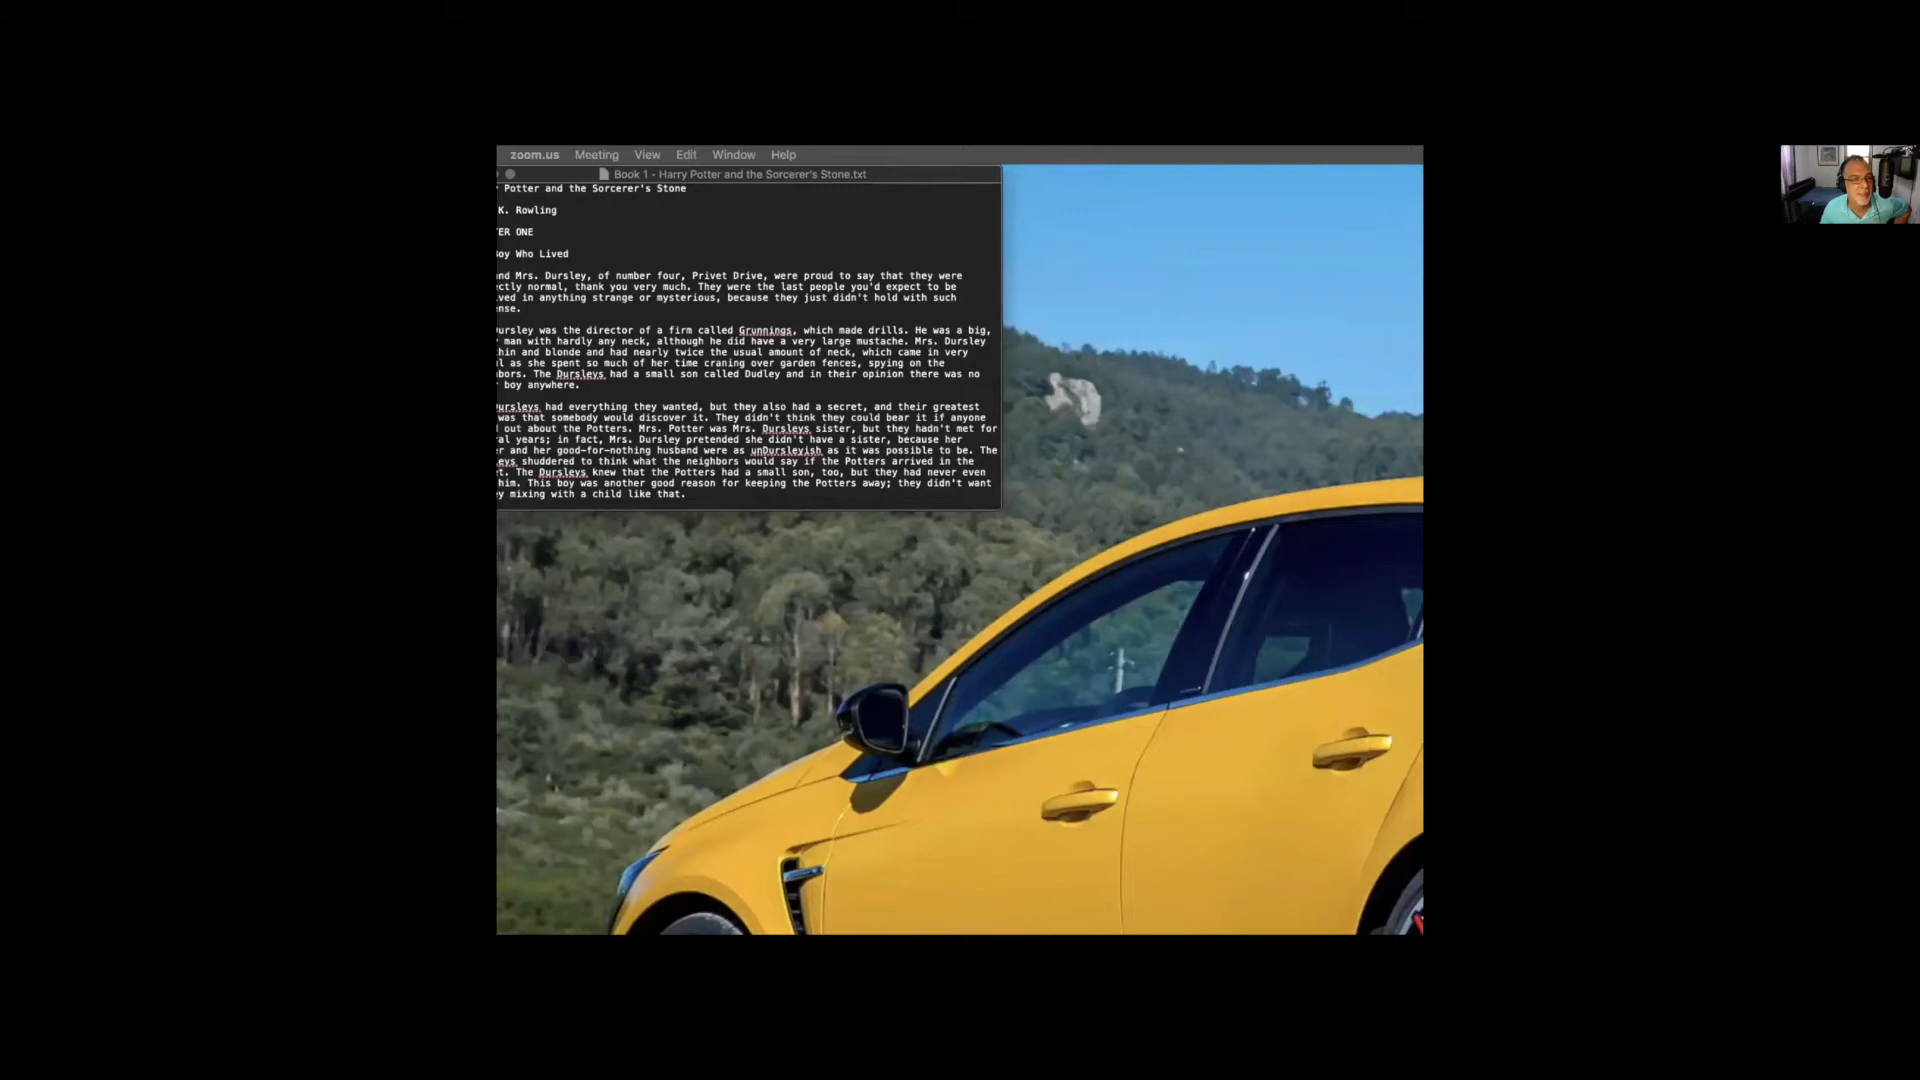 zoom.us Meeting View Edit Window Help
Book 1 - Harry Potter and the Sorcerer's Stone.txt
Potter and the Sorcerer's Stone
K. Rowling
TER ONE
Boy Who Lived
nd Mrs. Dursley, of number four, Privet Drive, were proud to say that they were
ectly normal, thank you very much. They were the last people you'd expect to be
lved in anything strange or mysterious, because they just didn't hold with such
ense.
Dursley was the director of a firm called Grunnings, which made drills. He was a big,
man with hardly any neck, although he did have a very large mustache. Mrs. Dursley
hin and blonde and had nearly twice the usual amount of neck, which came in very
ul as she spent so much of her time craning over garden fences, spying on the
bors. The Dursleys had a small son called Dudley and in their opinion there was no
boy anywhere.
Dursleys had everything they wanted, but they also had a secret, and their greatest
was that somebody would discover it. They didn't think they could bear it if anyone
out about the Potters. Mrs. Potter was Mrs. Dursleys sister, but they hadn't met for
al years; in fact, Mrs. Dursley pretended she didn't have a sister, because her
r and her good-for-nothing husband were as unDursleyish as it was possible to be. The
eys shuddered to think what the neighbors would say if the Potters arrived in the
t. The Dursleys knew that the Potters had a small son, too, but they had never even
him. This boy was another good reason for keeping the Potters away; they didn't want
y mixing with a child like that.